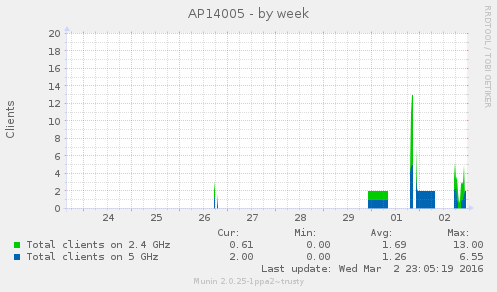 AP14005 - by week
RRDTOOL / TOBI OETIKER
Clients
20
18
16
14
12
10
8
6
4
2
0
24 25 26 27 28 29 01 02
Cur: Min: Avg: Max:
Total clients on 2.4 GHz 0.61 0.00 1.69 13.00
Total clients on 5 GHz 2.00 0.00 1.26 6.55
Last update: Wed Mar 2 23:05:19 2016
Munin 2.0.25-1ppa2~trusty